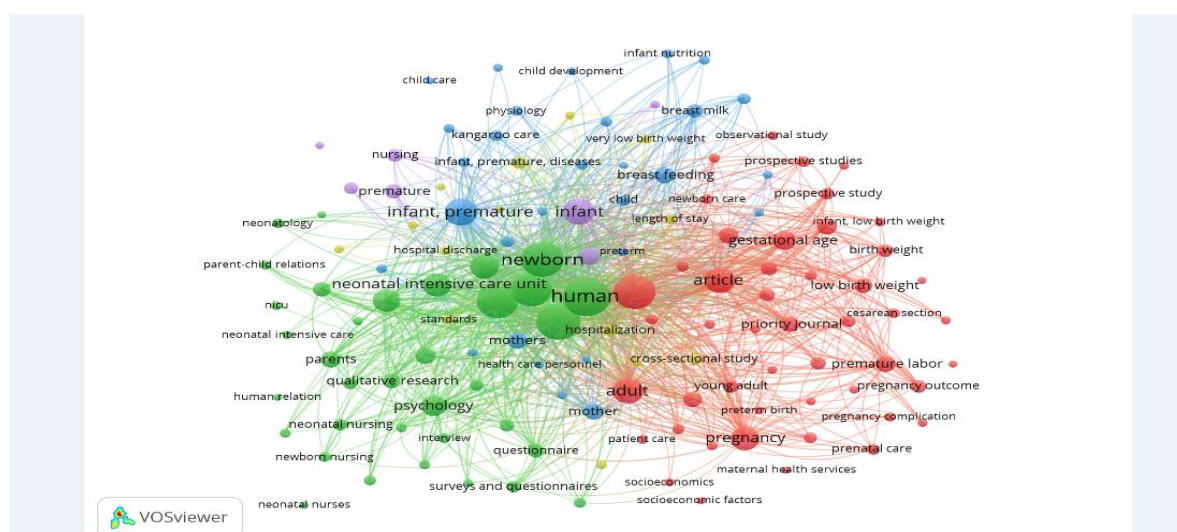 infant nutrition
child development
child care
physiology
breast milk
kangaroo care
very low birth weight
observational study
nursing
infant, premature, diseases
prospective studies
breast feeding
premature
child
newborn care
prospective study
infant, premature
infant
length of stay
infant, low birth weight
neonatology
gestational age
hospital discharge
preterm
birth weight
newborn
parent-child relations
article
neonatal intensive care unit
low birth weight
human
nicu
cesarean section
standards
hospitalization
priority journal
neonatal intensive care
mothers
parents
health care personnel
cross-sectional study
premature labor
qualitative research
young adult
pregnancy outcome
adult
human relation
psychology
mother
preterm birth
pregnancy complication
neonatal nursing
interview
patient care
pregnancy
questionnaire
prenatal care
newborn nursing
maternal health services
surveys and questionnaires
socioeconomics
neonatal nurses
socioeconomic factors
VOSviewer